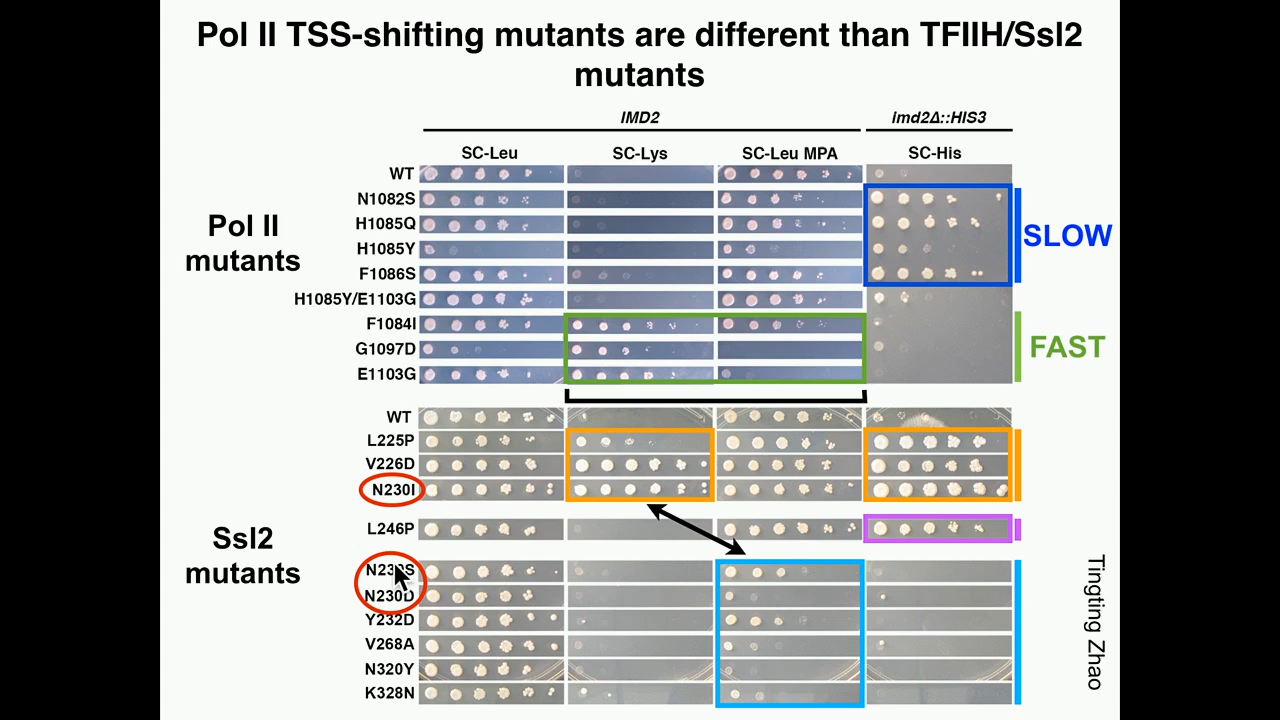 Pol II TSS-shifting mutants are different than TFIIH/Ssl2
mutants
IMD2
imd2Δ::HIS3
SC-Leu
SC-Lys
SC-Leu MPA
SC-His
Pol II
mutants
WT
N1082S
H1085Q
H1085Y
F1086S
H1085Y/E1103G
F1084I
G1097D
E1103G
SLOW
FAST
Ssl2
mutants
WT
L225P
V226D
N230I
L246P
N230D
Y232D
V268A
N320Y
K328N
Tingting Zhao